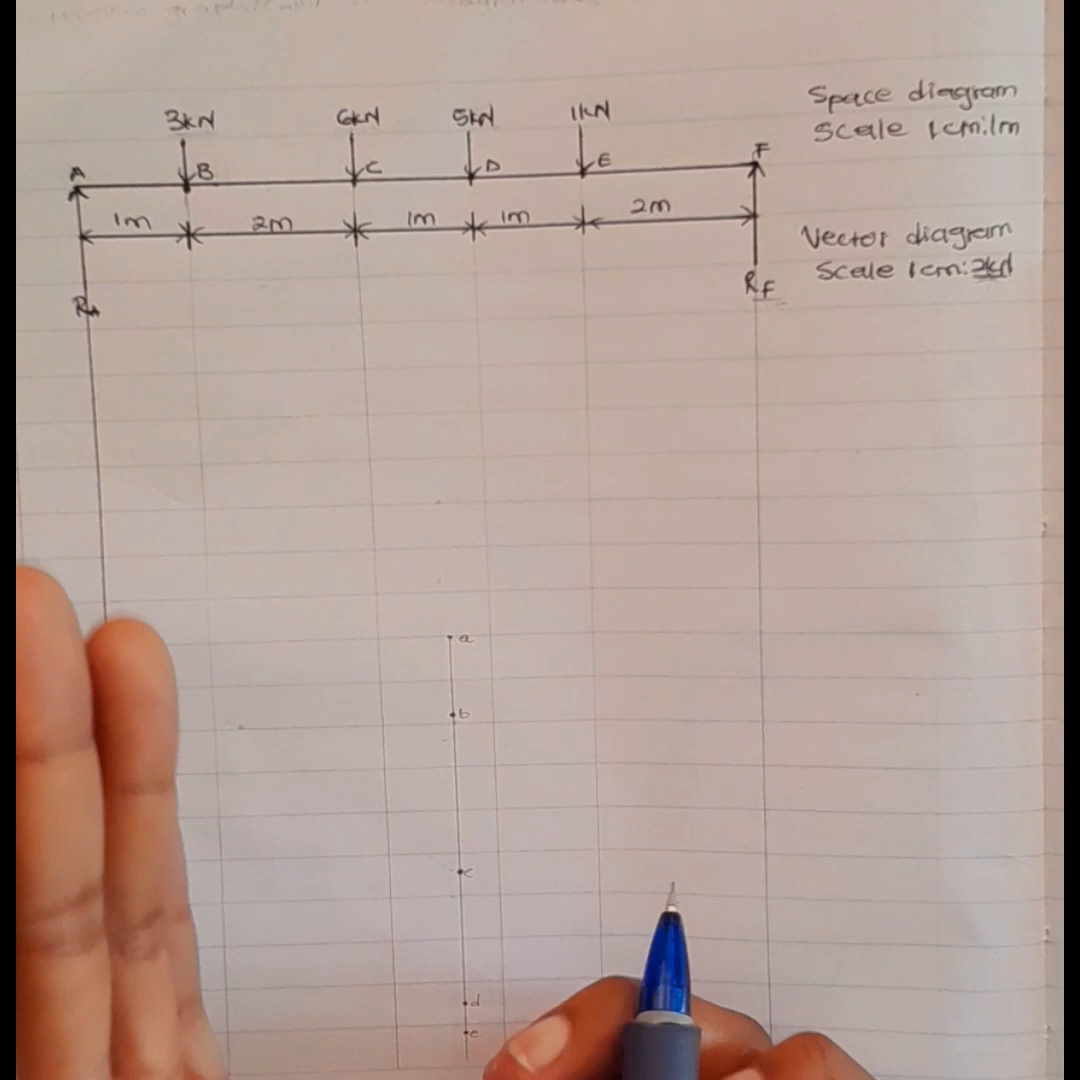 Space diagram
Scale 1cm:1m
3kN 6kN 5kN 1kN
A B C D E F
1m 2m 1m 1m 2m
Vector diagram
Scale 1cm:2kN
RA RF
a
b
c
d
e